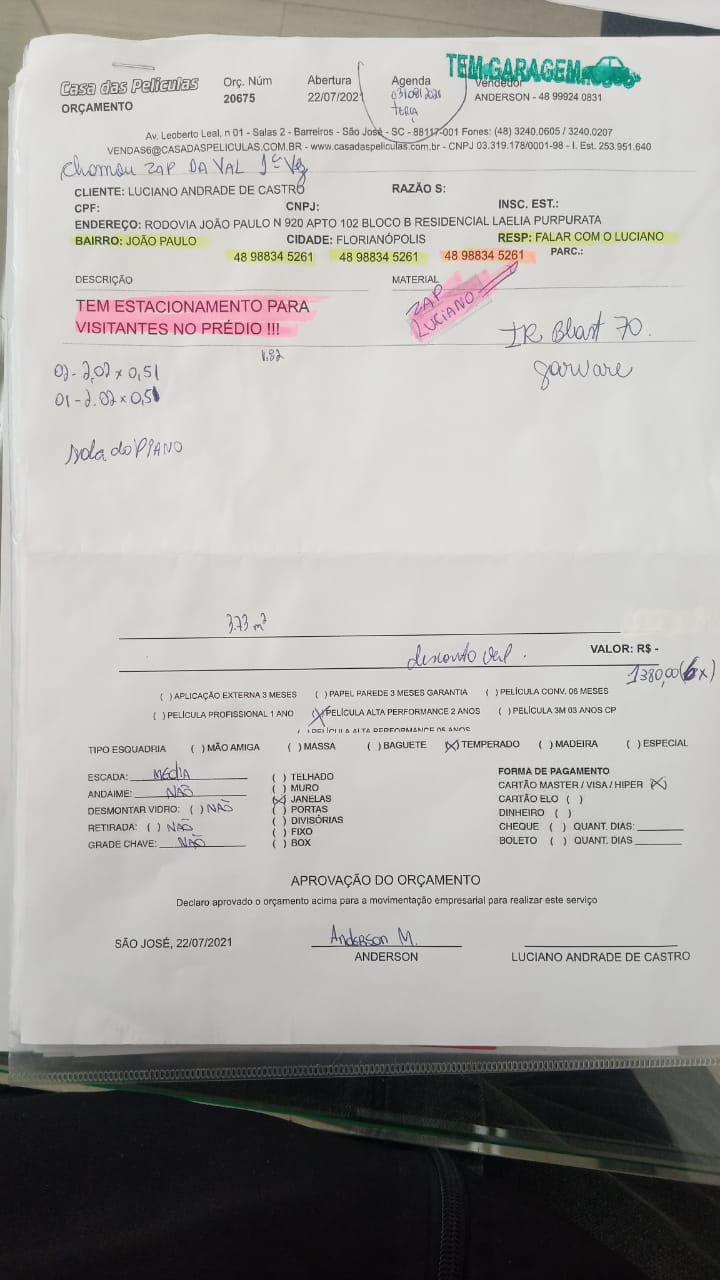 TEM GARAGEM
Casa das Películas
ORÇAMENTO
Orç. Núm
20675
Abertura
22/07/2021
Agenda
03/08/2021
TERÇA
Vendedor
ANDERSON - 48 99924 0831
Av. Leoberto Leal, n 01 - Salas 2 - Barreiros - São José - SC - 88117-001 Fones: (48) 3240.0605 / 3240.0207
VENDAS6@CASADASPELICULAS.COM.BR - www.casadaspeliculas.com.br - CNPJ 03.319.178/0001-98 - I. Est. 253.951.640
Chamou ZAP DA VAL 1ª Vez
CLIENTE: LUCIANO ANDRADE DE CASTRO RAZÃO S:
CPF: CNPJ: INSC. EST.:
ENDEREÇO: RODOVIA JOÃO PAULO N 920 APTO 102 BLOCO B RESIDENCIAL LAELIA PURPURATA
BAIRRO: JOÃO PAULO CIDADE: FLORIANÓPOLIS RESP: FALAR COM O LUCIANO
48 98834 5261 48 98834 5261 48 98834 5261 PARC.:
DESCRIÇÃO MATERIAL
TEM ESTACIONAMENTO PARA
VISITANTES NO PRÉDIO !!!
ZAP
LUCIANO
IR Blast 70.
garware
1.82
02 - 2,02 x 0,51
01 - 2.02 x 0,51
do PIANO
3.73 m²
desconto Val.
VALOR: R$ -
1380,00 (6x)
( ) APLICAÇÃO EXTERNA 3 MESES ( ) PAPEL PAREDE 3 MESES GARANTIA ( ) PELÍCULA CONV. 06 MESES
( ) PELÍCULA PROFISSIONAL 1 ANO (X) PELÍCULA ALTA PERFORMANCE 2 ANOS ( ) PELÍCULA 3M 03 ANOS CP
( ) PELÍCULA ALTA PERFORMANCE 05 ANOS
TIPO ESQUADRIA ( ) MÃO AMIGA ( ) MASSA ( ) BAGUETE (X) TEMPERADO ( ) MADEIRA ( ) ESPECIAL
ESCADA: MÉDIA
ANDAIME: NÃO
DESMONTAR VIDRO: ( ) NÃO
RETIRADA: ( ) NÃO
GRADE CHAVE: NÃO
( ) TELHADO
( ) MURO
(X) JANELAS
( ) PORTAS
( ) DIVISÓRIAS
( ) FIXO
( ) BOX
FORMA DE PAGAMENTO
CARTÃO MASTER / VISA / HIPER (X)
CARTÃO ELO ( )
DINHEIRO ( )
CHEQUE ( ) QUANT. DIAS:
BOLETO ( ) QUANT. DIAS
APROVAÇÃO DO ORÇAMENTO
Declaro aprovado o orçamento acima para a movimentação empresarial para realizar este serviço
SÃO JOSÉ, 22/07/2021
Anderson M.
ANDERSON
LUCIANO ANDRADE DE CASTRO